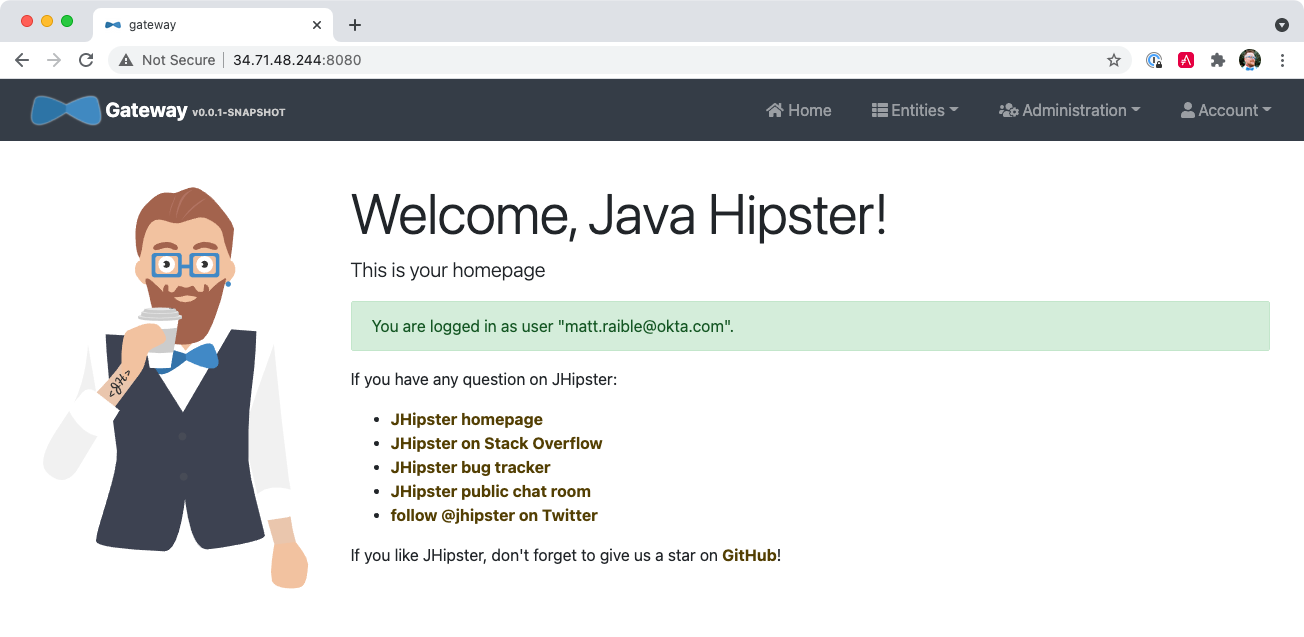 gateway
Not Secure 34.71.48.244:8080
Gateway v0.0.1-SNAPSHOT
Home Entities Administration Account
Welcome, Java Hipster!
This is your homepage
You are logged in as user "matt.raible@okta.com".
If you have any question on JHipster:
JHipster homepage
JHipster on Stack Overflow
JHipster bug tracker
JHipster public chat room
follow @jhipster on Twitter
If you like JHipster, don't forget to give us a star on GitHub!
<JH>